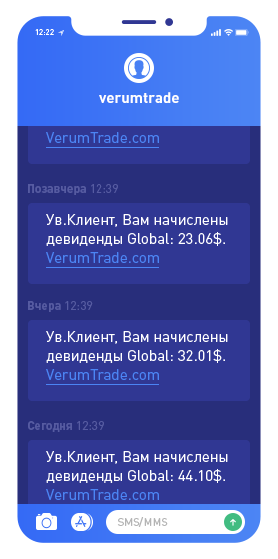 12:22
verumtrade
VerumTrade.com
Позавчера 12:39
Ув.Клиент, Вам начислены
девиденды Global: 23.06$.
VerumTrade.com
Вчера 12:39
Ув.Клиент, Вам начислены
девиденды Global: 32.01$.
VerumTrade.com
Сегодня 12:39
Ув.Клиент, Вам начислены
девиденды Global: 44.10$.
VerumTrade.com
SMS/MMS